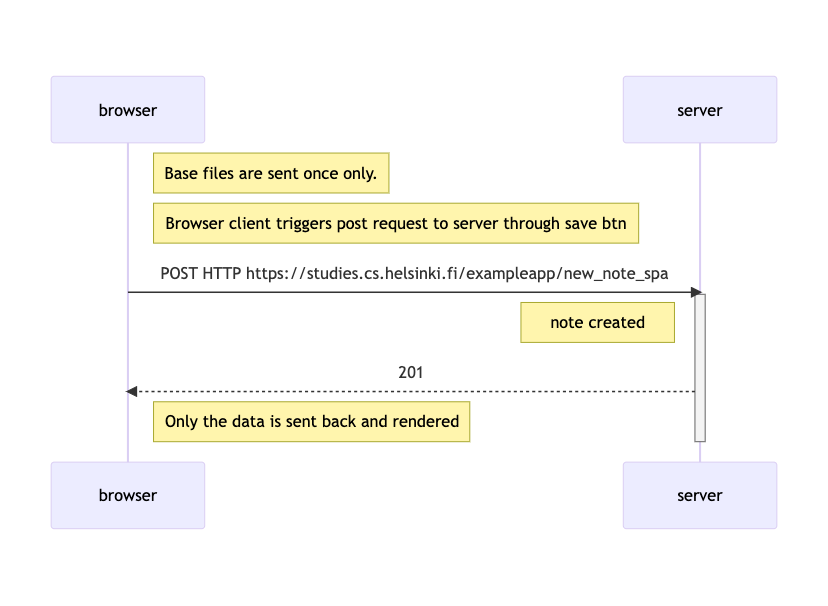 browser
server
Base files are sent once only.
Browser client triggers post request to server through save btn
POST HTTP https://studies.cs.helsinki.fi/exampleapp/new_note_spa
note created
201
Only the data is sent back and rendered
browser
server